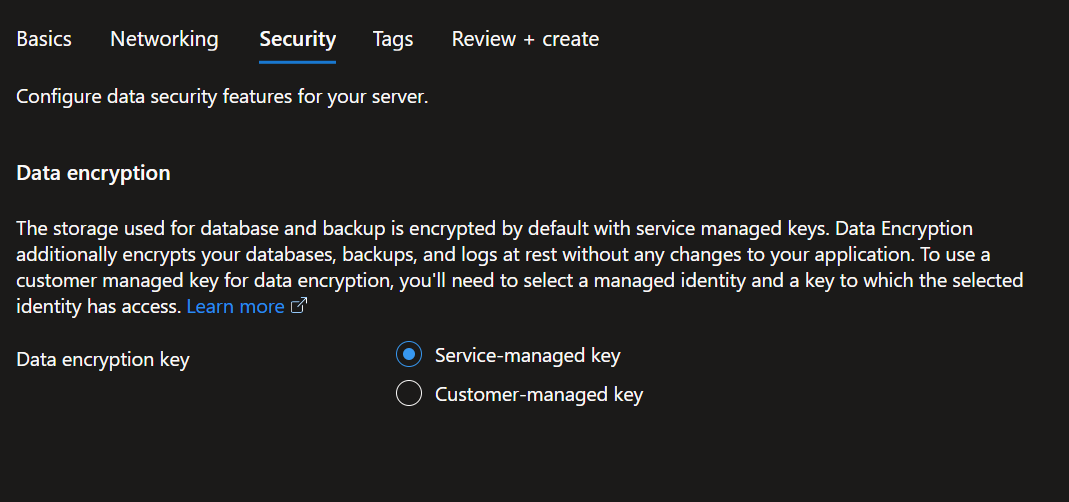 Basics Networking Security Tags Review + create
Configure data security features for your server.
Data encryption
The storage used for database and backup is encrypted by default with service managed keys. Data Encryption
additionally encrypts your databases, backups, and logs at rest without any changes to your application. To use a
customer managed key for data encryption, you'll need to select a managed identity and a key to which the selected
identity has access. Learn more
Data encryption key Service-managed key
Customer-managed key